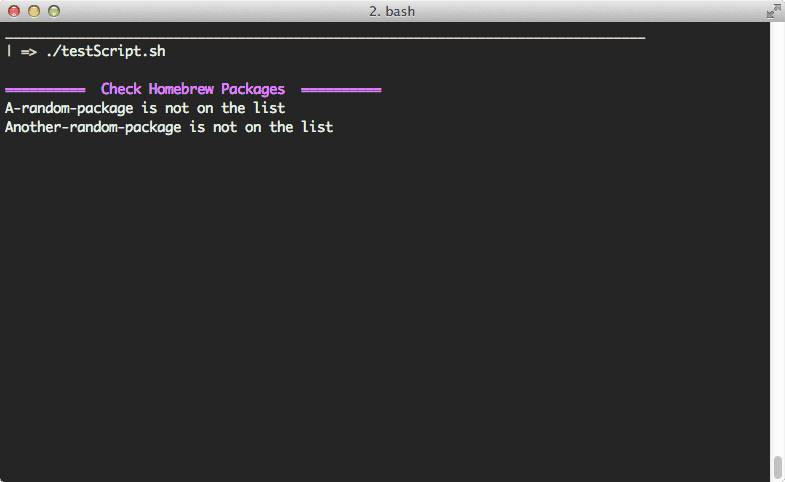 2. bash
________________________________________________________________________________
| => ./testScript.sh
==========  Check Homebrew Packages  ==========
A-random-package is not on the list
Another-random-package is not on the list